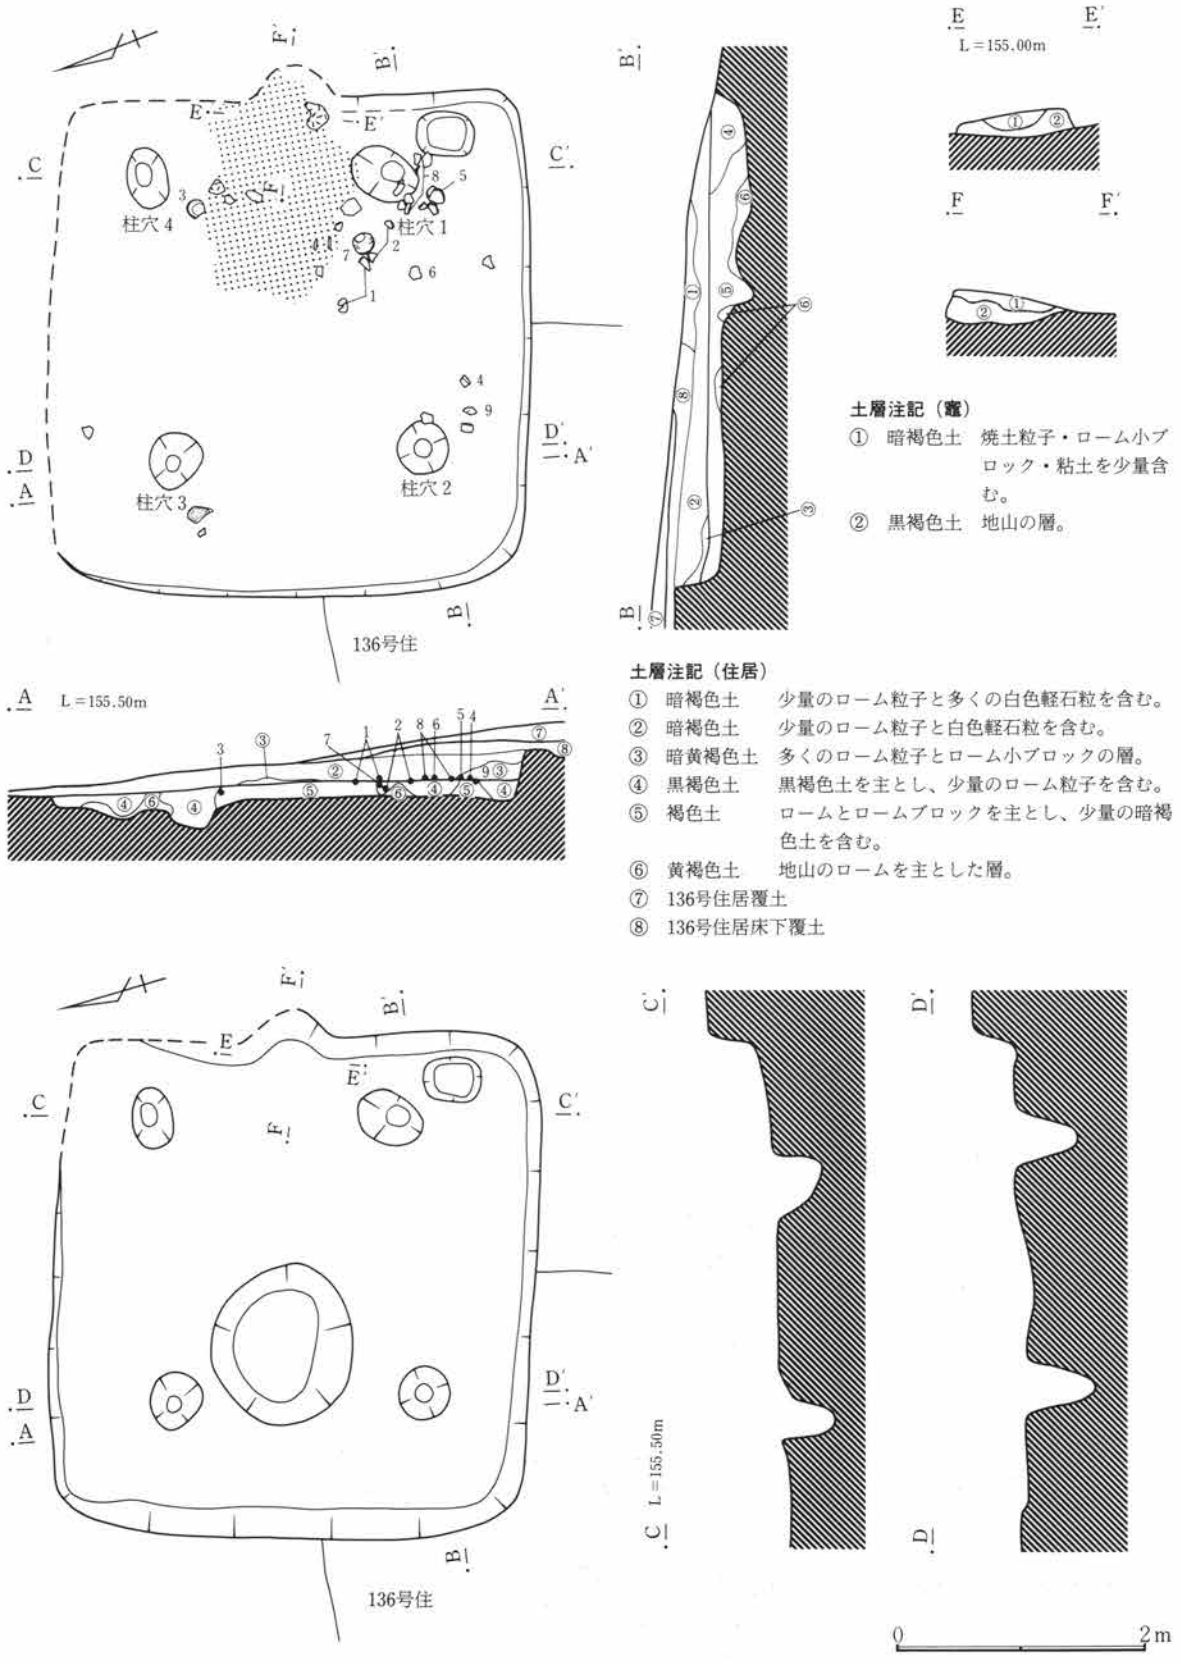 F'
B'
E
E'
C
C'
F
3
8
5
柱穴 4
柱穴 1
7
2
6
1
4
9
D
A
D'
A'
柱穴 3
柱穴 2
B
136号住
B'
④
⑥
①
⑤
⑥
⑧
②
③
B
⑦
E
E'
L=155.00m
①
②
F
F'
①
②
土層注記（竈）
① 暗褐色土 焼土粒子・ローム小ブ
ロック・粘土を少量含
む。
② 黒褐色土 地山の層。
A
L=155.50m
A'
3
③
7
1
2
8
6
5
4
⑦
⑧
②
9
③
④
⑥
④
⑤
⑥
④
⑤
④
土層注記（住居）
① 暗褐色土 少量のローム粒子と多くの白色軽石粒を含む。
② 暗褐色土 少量のローム粒子と白色軽石粒を含む。
③ 暗黄褐色土 多くのローム粒子とローム小ブロックの層。
④ 黒褐色土 黒褐色土を主とし、少量のローム粒子を含む。
⑤ 褐色土 ロームとロームブロックを主とし、少量の暗褐
色土を含む。
⑥ 黄褐色土 地山のロームを主とした層。
⑦ 136号住居覆土
⑧ 136号住居床下覆土
F'
B'
E
E'
C
C'
F
D
A
D'
A'
B
136号住
C'
L=155.50m
C
D'
D
0
2m